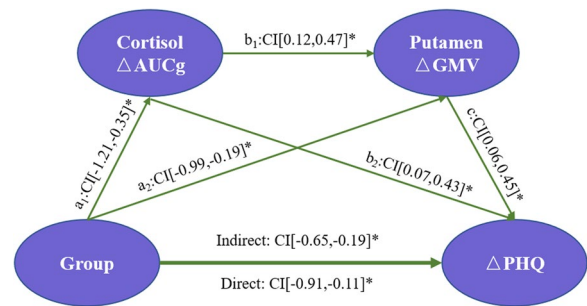 Cortisol
△AUCg
b₁:CI[0.12,0.47]*
Putamen
△GMV
a₁:CI[-1.21,-0.35]*
a₂:CI[-0.99,-0.19]*
b₂:CI[0.07,0.43]*
c:CI[0.06,0.45]*
Group
Indirect: CI[-0.65,-0.19]*
Direct: CI[-0.91,-0.11]*
△PHQ